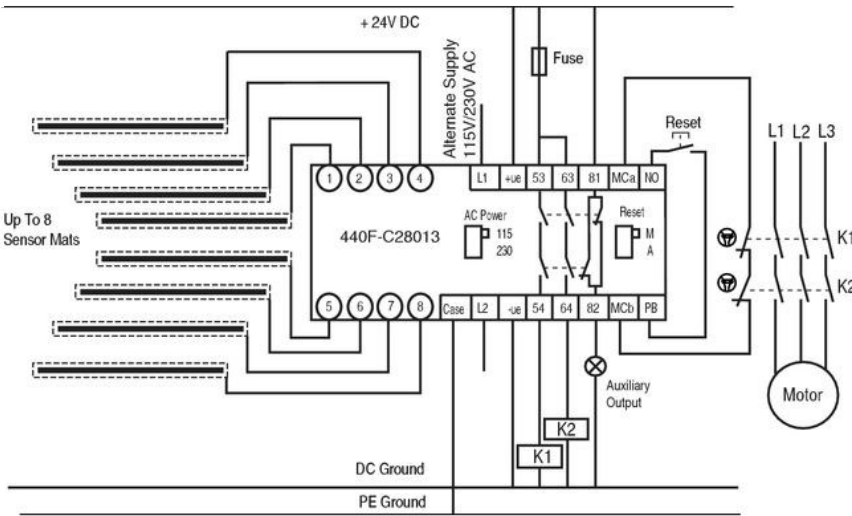 + 24V DC
Alternate Supply
115V/230V AC
Fuse
Reset
L1 L2 L3
1 2 3 4
L1 +ue 53 63 81 MCa NO
Up To 8
Sensor Mats
440F-C28013
AC Power
115
230
Reset
M
A
K1
K2
5 6 7 8
Case L2 -ue 54 64 82 MCb PB
Auxiliary
Output
Motor
K2
K1
DC Ground
PE Ground